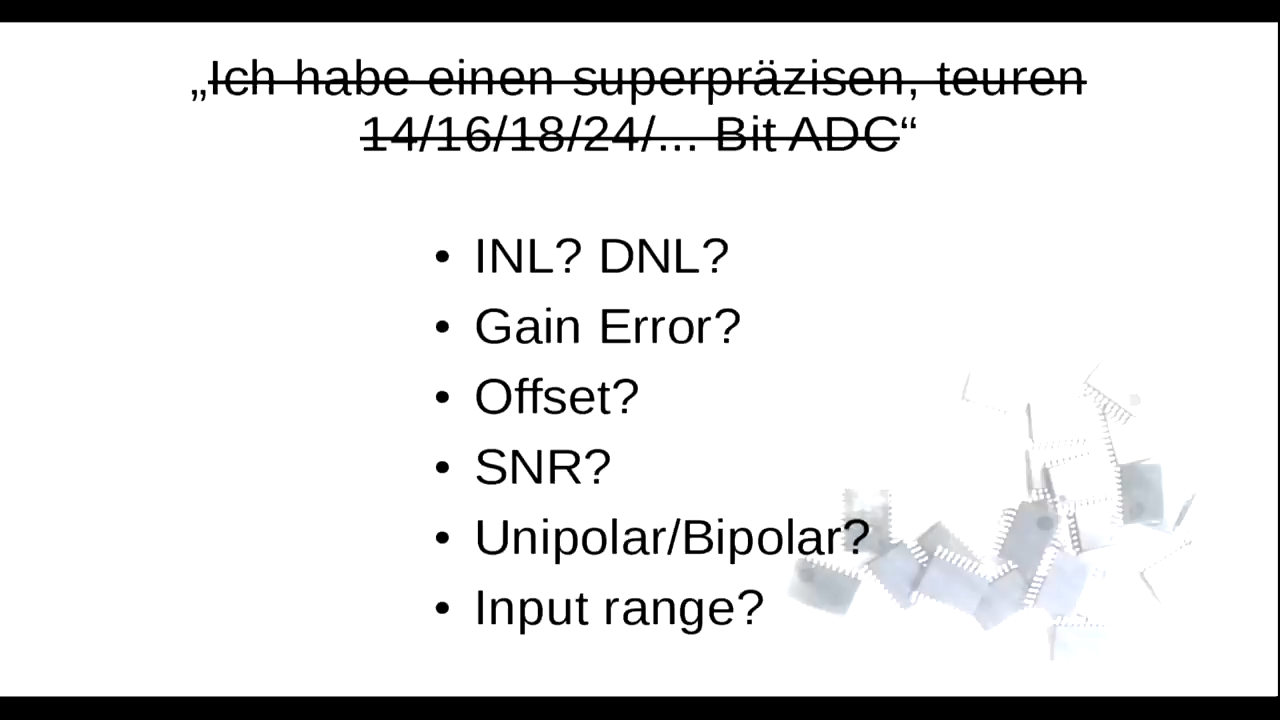 „Ich habe einen superpräzisen, teuren
14/16/18/24/... Bit ADC“
• INL? DNL?
• Gain Error?
• Offset?
• SNR?
• Unipolar/Bipolar?
• Input range?